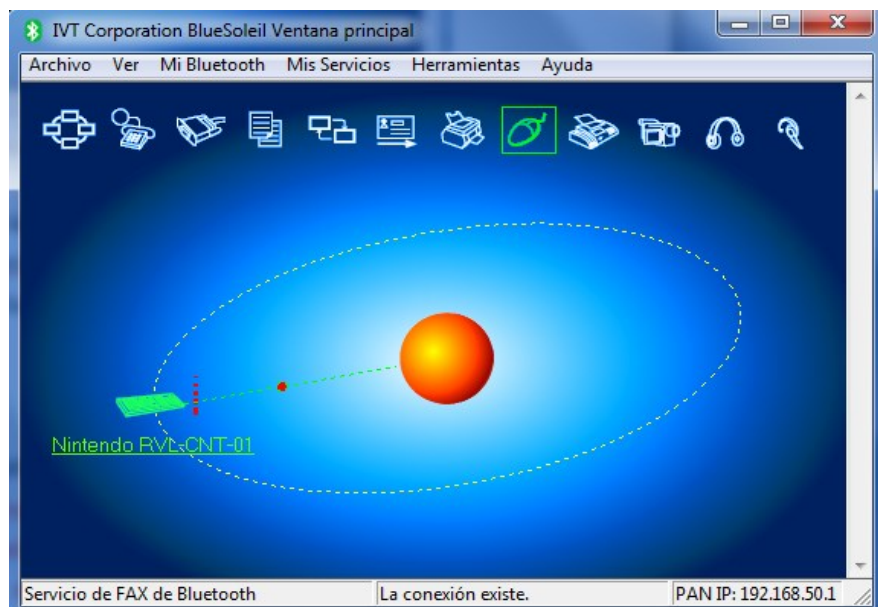 IVT Corporation BlueSoleil Ventana principal
Archivo Ver Mi Bluetooth Mis Servicios Herramientas Ayuda
Nintendo RVL-CNT-01
Servicio de FAX de Bluetooth La conexión existe. PAN IP: 192.168.50.1